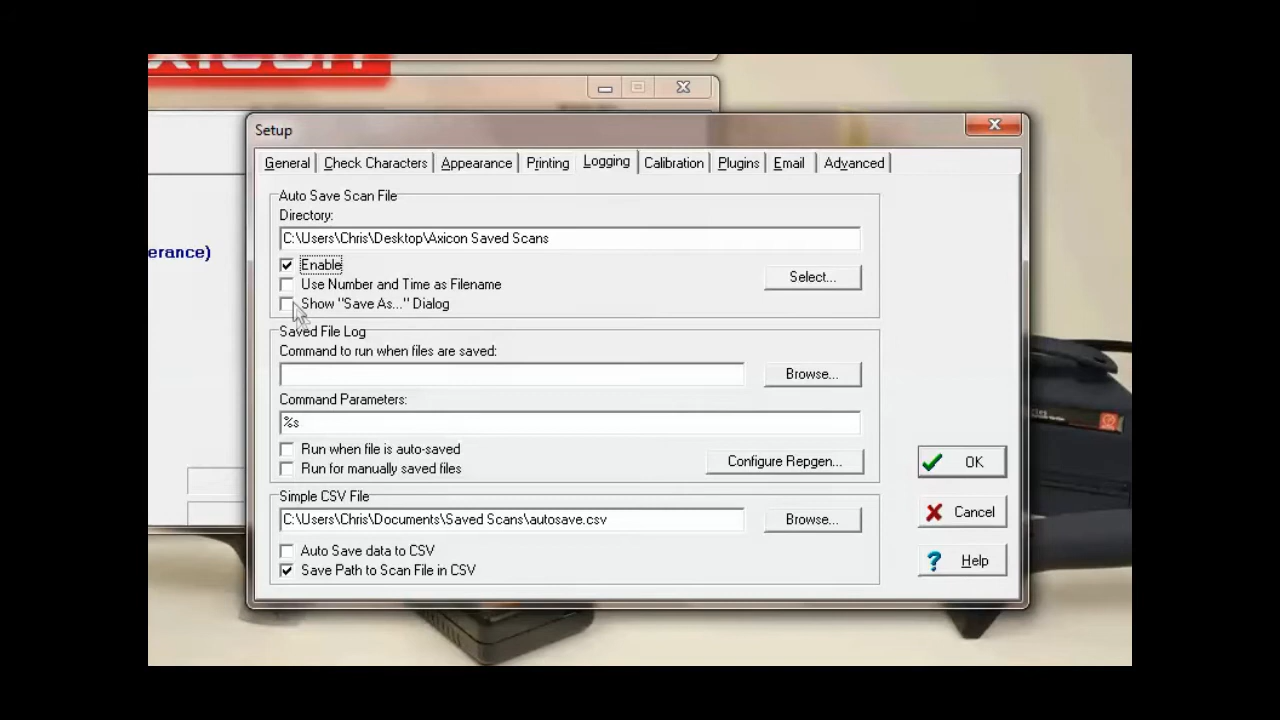 Setup
General Check Characters Appearance Printing Logging Calibration Plugins Email Advanced
Auto Save Scan File
Directory:
C:\Users\Chris\Desktop\Axicon Saved Scans
erance)
Enable
Select...
Use Number and Time as Filename
Show "Save As..." Dialog
Saved File Log
Command to run when files are saved:
Browse...
Command Parameters:
%s
Run when file is auto-saved
Configure Repgen...
Run for manually saved files
OK
Simple CSV File
C:\Users\Chris\Documents\Saved Scans\autosave.csv
Browse...
Cancel
Auto Save data to CSV
Save Path to Scan File in CSV
Help